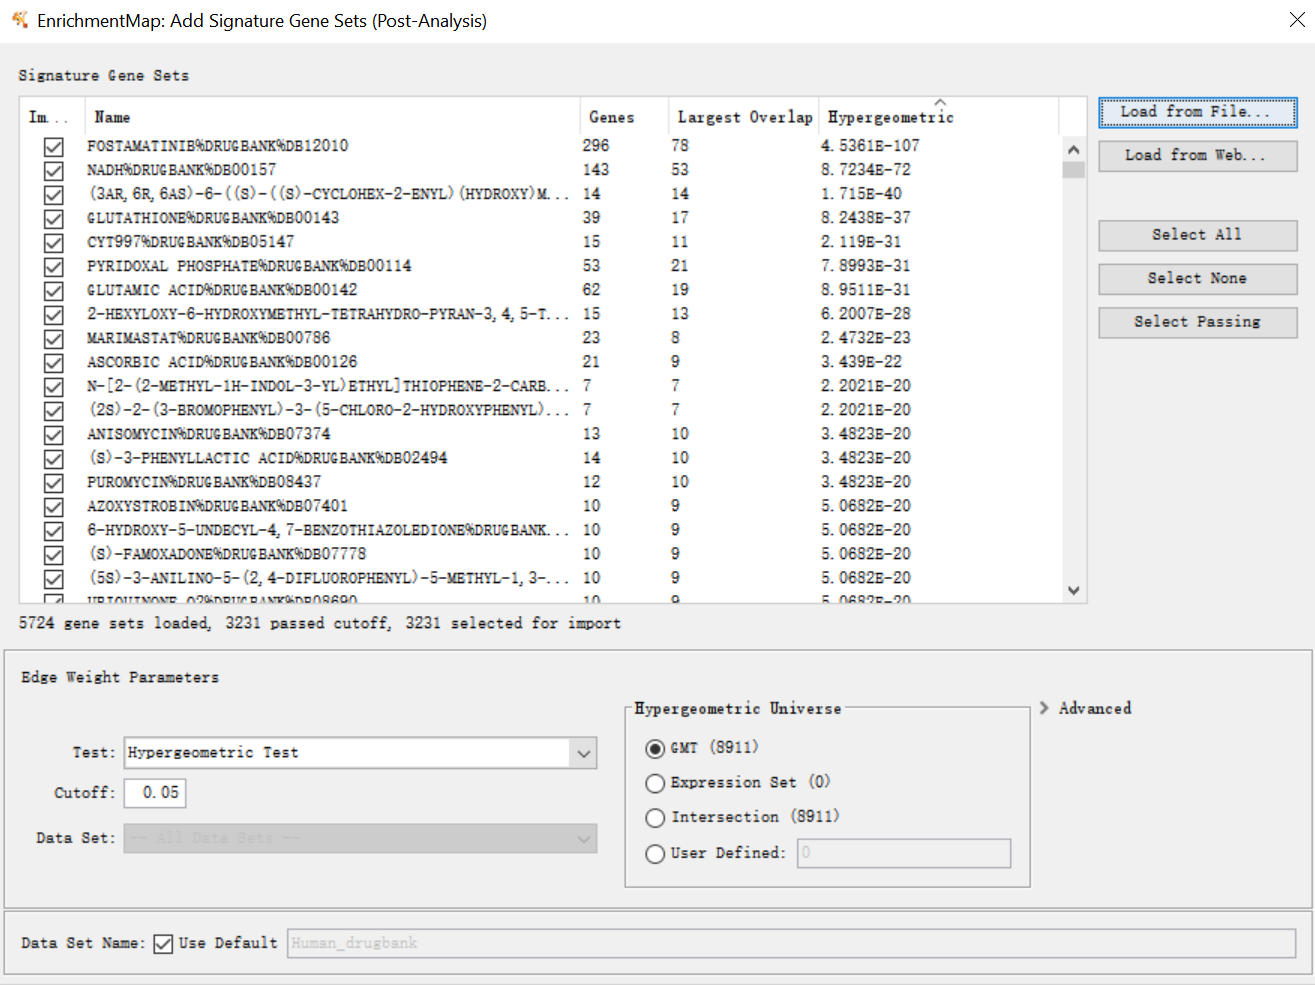 EnrichmentMap: Add Signature Gene Sets (Post-Analysis)
Signature Gene Sets
Im... Name Genes Largest Overlap Hypergeometric
FOSTAMATINIB%DRUGBANK%DB12010 296 78 4.5361E-107
NADH%DRUGBANK%DB00157 143 53 8.7234E-72
(3AR,6R,6AS)-6-((S)-((S)-CYCLOHEX-2-ENYL)(HYDROXY)M... 14 14 1.715E-40
GLUTATHIONE%DRUGBANK%DB00143 39 17 8.2438E-37
CYT997%DRUGBANK%DB05147 15 11 2.119E-31
PYRIDOXAL PHOSPHATE%DRUGBANK%DB00114 53 21 7.8993E-31
GLUTAMIC ACID%DRUGBANK%DB00142 62 19 8.9511E-31
2-HEXYLOXY-6-HYDROXYMETHYL-TETRAHYDRO-PYRAN-3,4,5-T... 15 13 6.2007E-28
MARIMASTAT%DRUGBANK%DB00786 23 8 2.4732E-23
ASCORBIC ACID%DRUGBANK%DB00126 21 9 3.439E-22
N-[2-(2-METHYL-1H-INDOL-3-YL)ETHYL]THIOPHENE-2-CARB... 7 7 2.2021E-20
(2S)-2-(3-BROMOPHENYL)-3-(5-CHLORO-2-HYDROXYPHENYL)... 7 7 2.2021E-20
ANISOMYCIN%DRUGBANK%DB07374 13 10 3.4823E-20
(S)-3-PHENYLLACTIC ACID%DRUGBANK%DB02494 14 10 3.4823E-20
PUROMYCIN%DRUGBANK%DB08437 12 10 3.4823E-20
AZOXYSTROBIN%DRUGBANK%DB07401 10 9 5.0682E-20
6-HYDROXY-5-UNDECYL-4,7-BENZOTHIAZOLEDIONE%DRUGBANK... 10 9 5.0682E-20
(S)-FAMOXADONE%DRUGBANK%DB07778 10 9 5.0682E-20
(5S)-3-ANILINO-5-(2,4-DIFLUOROPHENYL)-5-METHYL-1,3-... 10 9 5.0682E-20
UBIQUINONE Q2%DRUGBANK%DB08690 10 9 5.0682E-20
Load from File...
Load from Web...
Select All
Select None
Select Passing
5724 gene sets loaded, 3231 passed cutoff, 3231 selected for import
Edge Weight Parameters
Test: Hypergeometric Test
Cutoff: 0.05
Data Set: -- All Data Sets --
Hypergeometric Universe
GMT (8911)
Expression Set (0)
Intersection (8911)
User Defined: 0
Advanced
Data Set Name: Use Default Human_drugbank